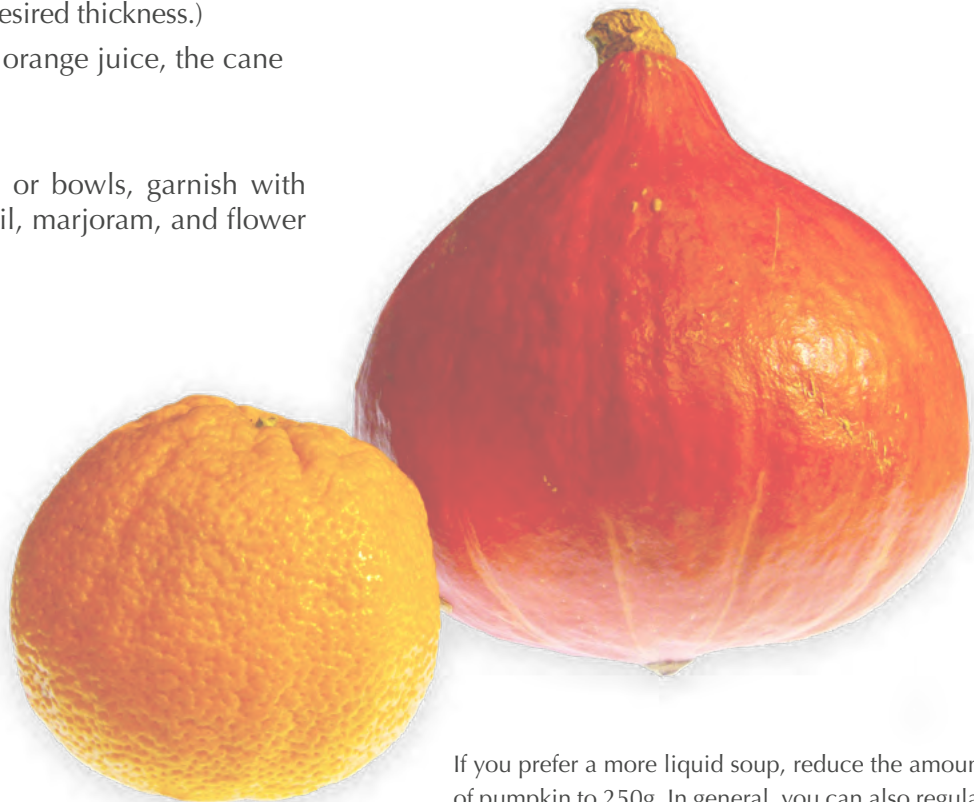 esired thickness.)
orange juice, the cane
or bowls, garnish with
il, marjoram, and flower
If you prefer a more liquid soup, reduce the amoun
of pumpkin to 250g. In general, you can also regula